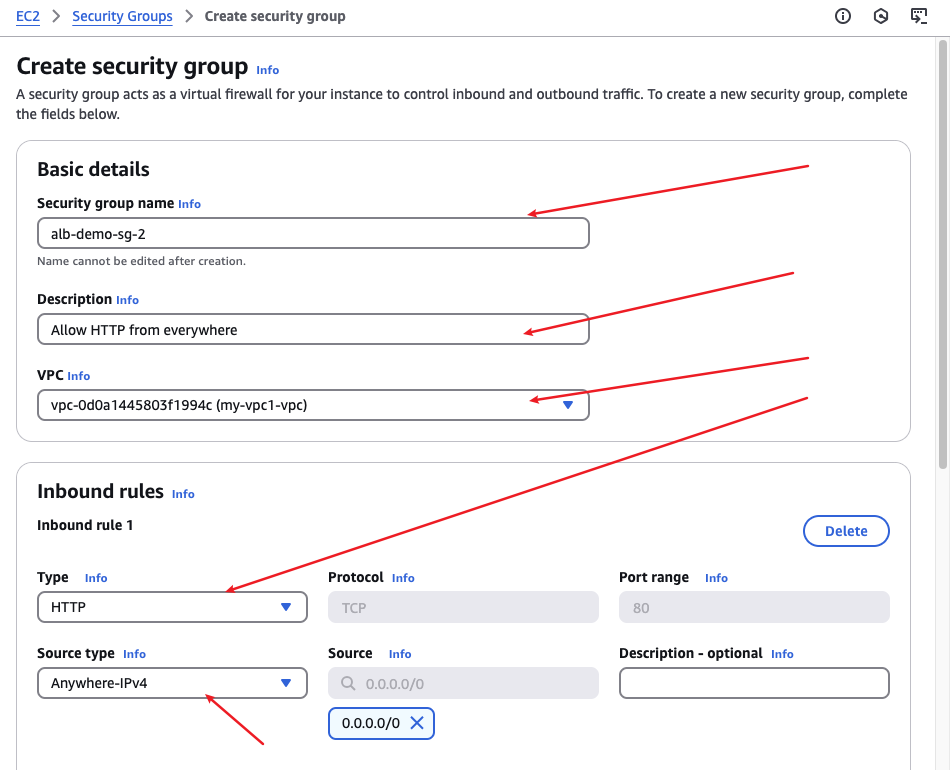 EC2 > Security Groups > Create security group
Create security group Info
A security group acts as a virtual firewall for your instance to control inbound and outbound traffic. To create a new security group, complete
the fields below.
Basic details
Security group name Info
alb-demo-sg-2
Name cannot be edited after creation.
Description Info
Allow HTTP from everywhere
VPC Info
vpc-0d0a1445803f1994c (my-vpc1-vpc)
Inbound rules Info
Inbound rule 1
Delete
Type Info Protocol Info Port range Info
HTTP TCP 80
Source type Info Source Info Description - optional Info
Anywhere-IPv4 0.0.0.0/0
0.0.0.0/0